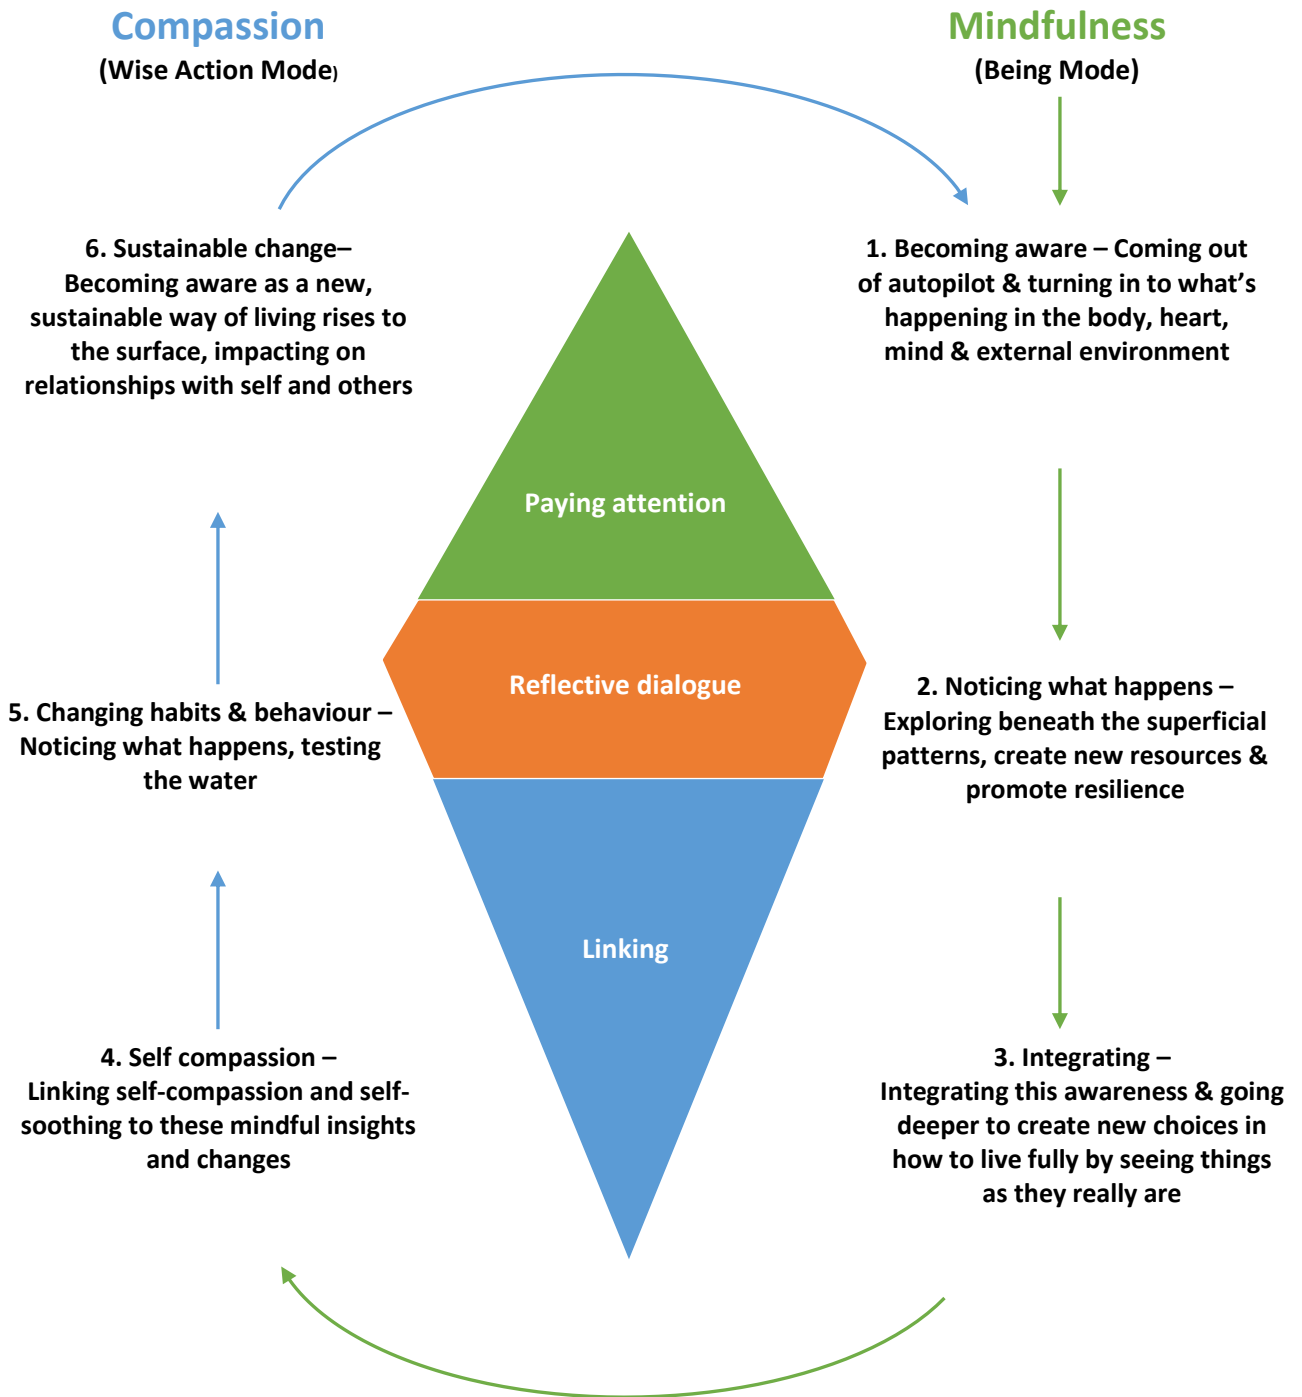 Compassion
(Wise Action Mode)
Mindfulness
(Being Mode)
1. Becoming aware – Coming out
of autopilot & turning in to what's
happening in the body, heart,
mind & external environment
2. Noticing what happens –
Exploring beneath the superficial
patterns, create new resources &
promote resilience
3. Integrating –
Integrating this awareness & going
deeper to create new choices in
how to live fully by seeing things
as they really are
4. Self compassion –
Linking self-compassion and self-
soothing to these mindful insights
and changes
5. Changing habits & behaviour –
Noticing what happens, testing
the water
6. Sustainable change–
Becoming aware as a new,
sustainable way of living rises to
the surface, impacting on
relationships with self and others
Paying attention
Reflective dialogue
Linking